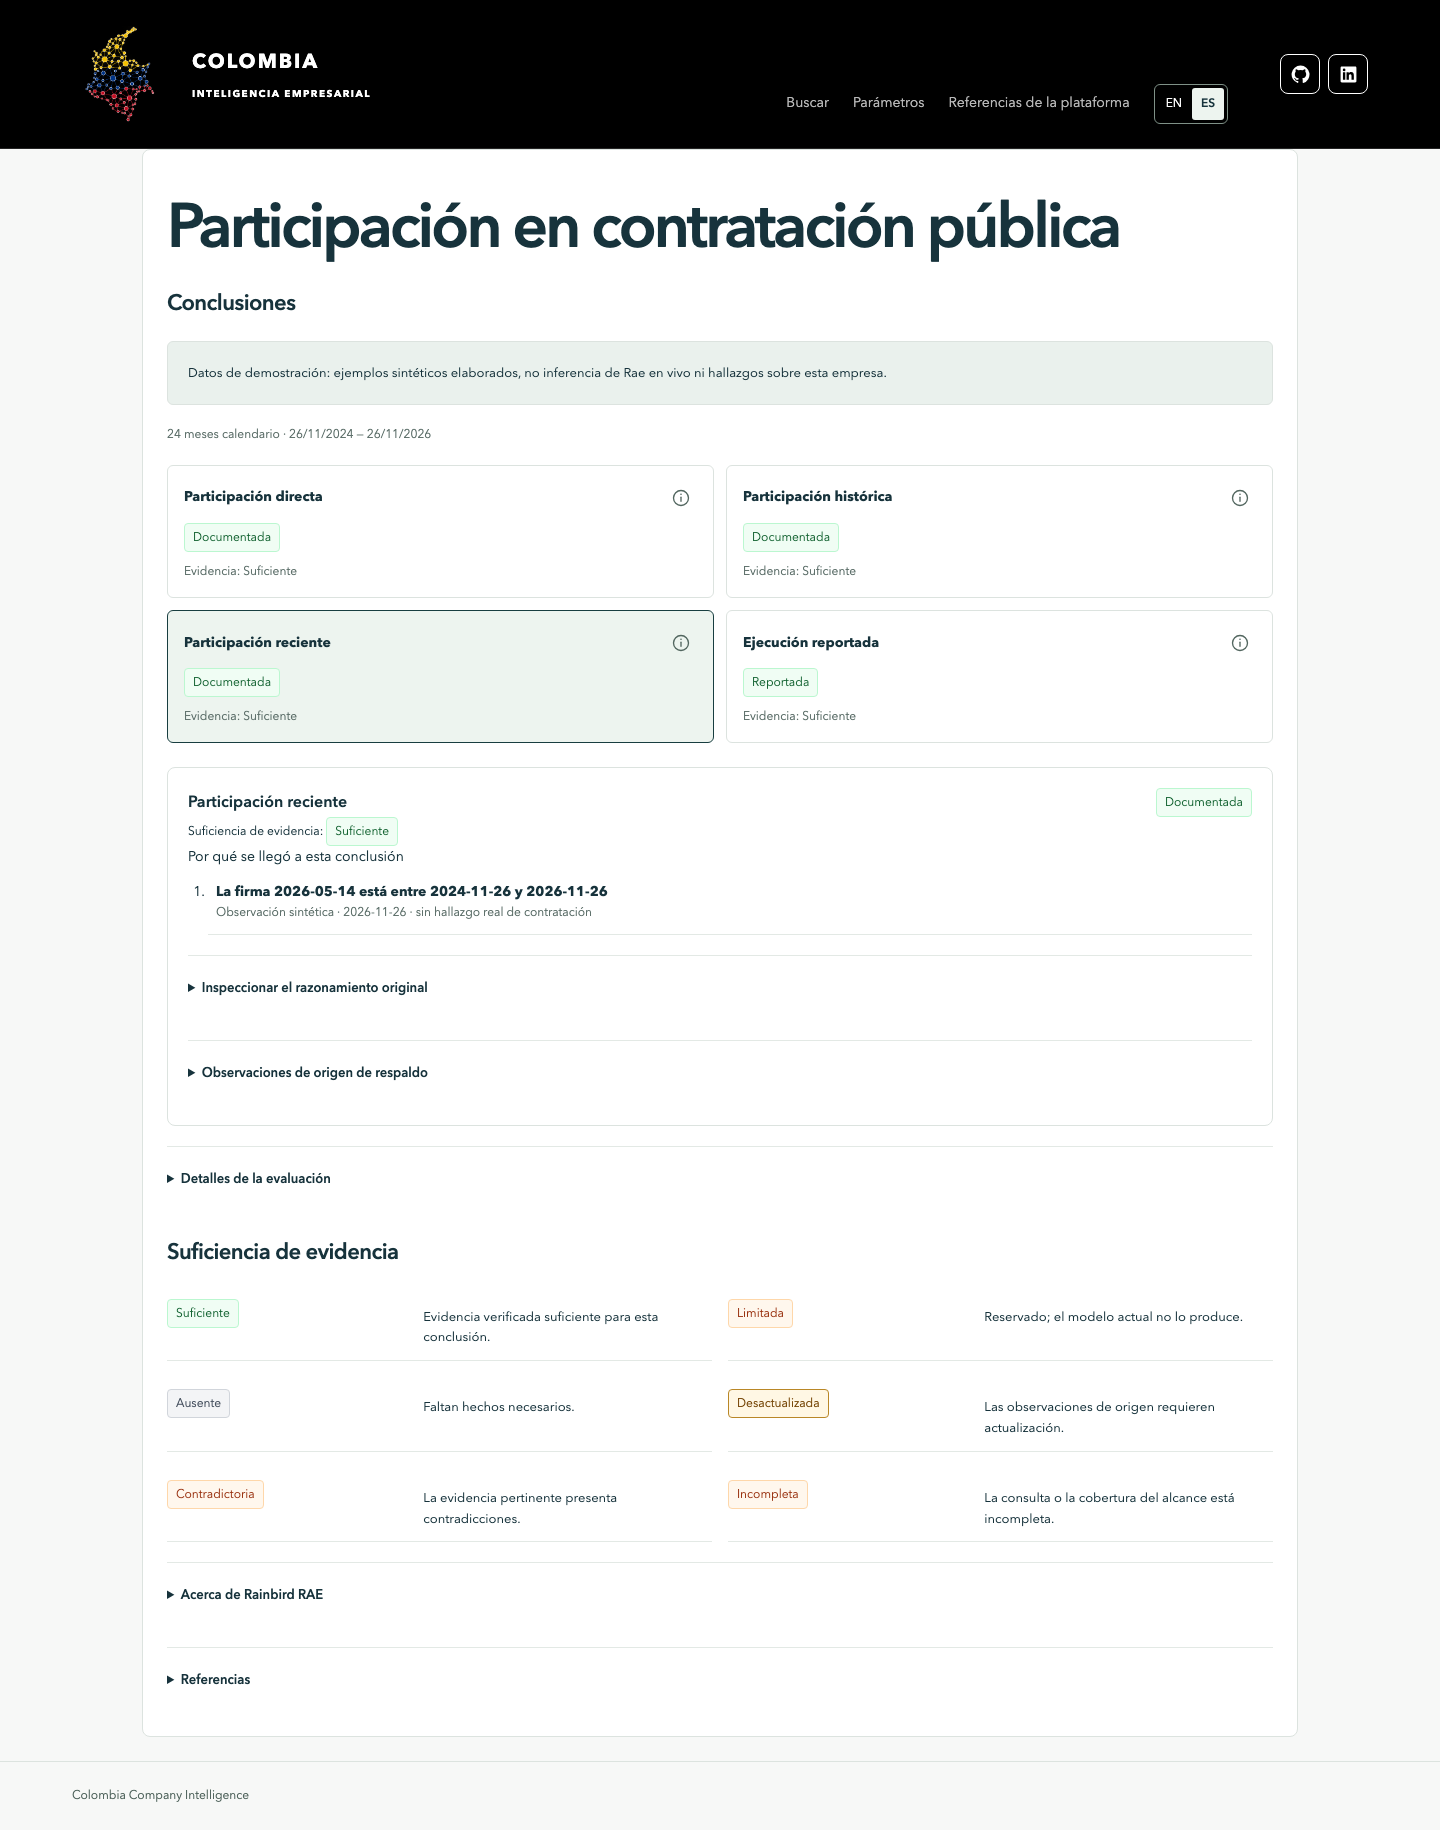 COLOMBIA
INTELIGENCIA EMPRESARIAL
Buscar Parámetros Referencias de la plataforma EN ES
Participación en contratación pública
Conclusiones
Datos de demostración: ejemplos sintéticos elaborados, no inferencia de Rae en vivo ni hallazgos sobre esta empresa.
24 meses calendario · 26/11/2024 – 26/11/2026
Participación directa
Documentada
Evidencia: Suficiente
Participación histórica
Documentada
Evidencia: Suficiente
Participación reciente
Documentada
Evidencia: Suficiente
Ejecución reportada
Reportada
Evidencia: Suficiente
Participación reciente Documentada
Suficiencia de evidencia: Suficiente
Por qué se llegó a esta conclusión
1. La firma 2026-05-14 está entre 2024-11-26 y 2026-11-26
Observación sintética · 2026-11-26 · sin hallazgo real de contratación
Inspeccionar el razonamiento original
Observaciones de origen de respaldo
Detalles de la evaluación
Suficiencia de evidencia
Suficiente
Evidencia verificada suficiente para esta
conclusión.
Limitada
Reservado; el modelo actual no lo produce.
Ausente
Faltan hechos necesarios.
Desactualizada
Las observaciones de origen requieren
actualización.
Contradictoria
La evidencia pertinente presenta
contradicciones.
Incompleta
La consulta o la cobertura del alcance está
incompleta.
Acerca de Rainbird RAE
Referencias
Colombia Company Intelligence